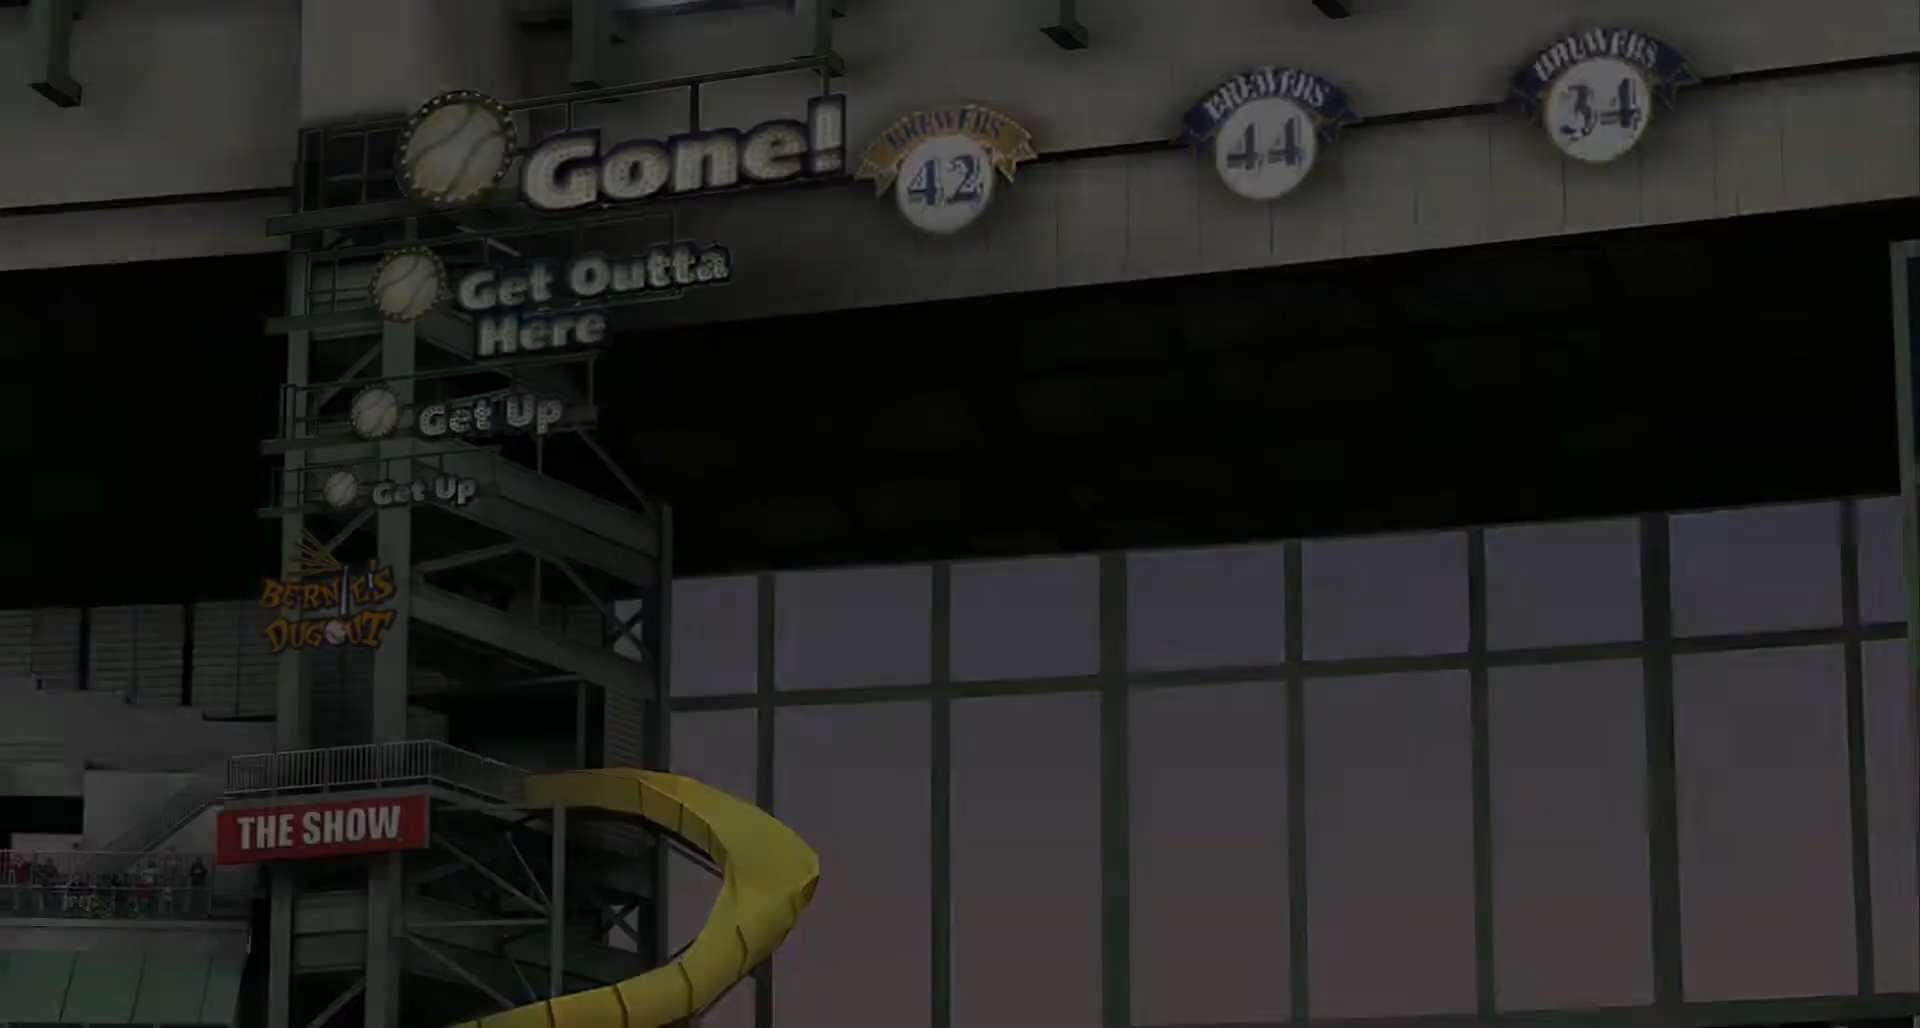 BREWERS
34
BREWERS
44
BREWERS
42
Gone!
Get Outta
Here
Get Up
Get Up
BERNIE'S
DUGOUT
THE SHOW